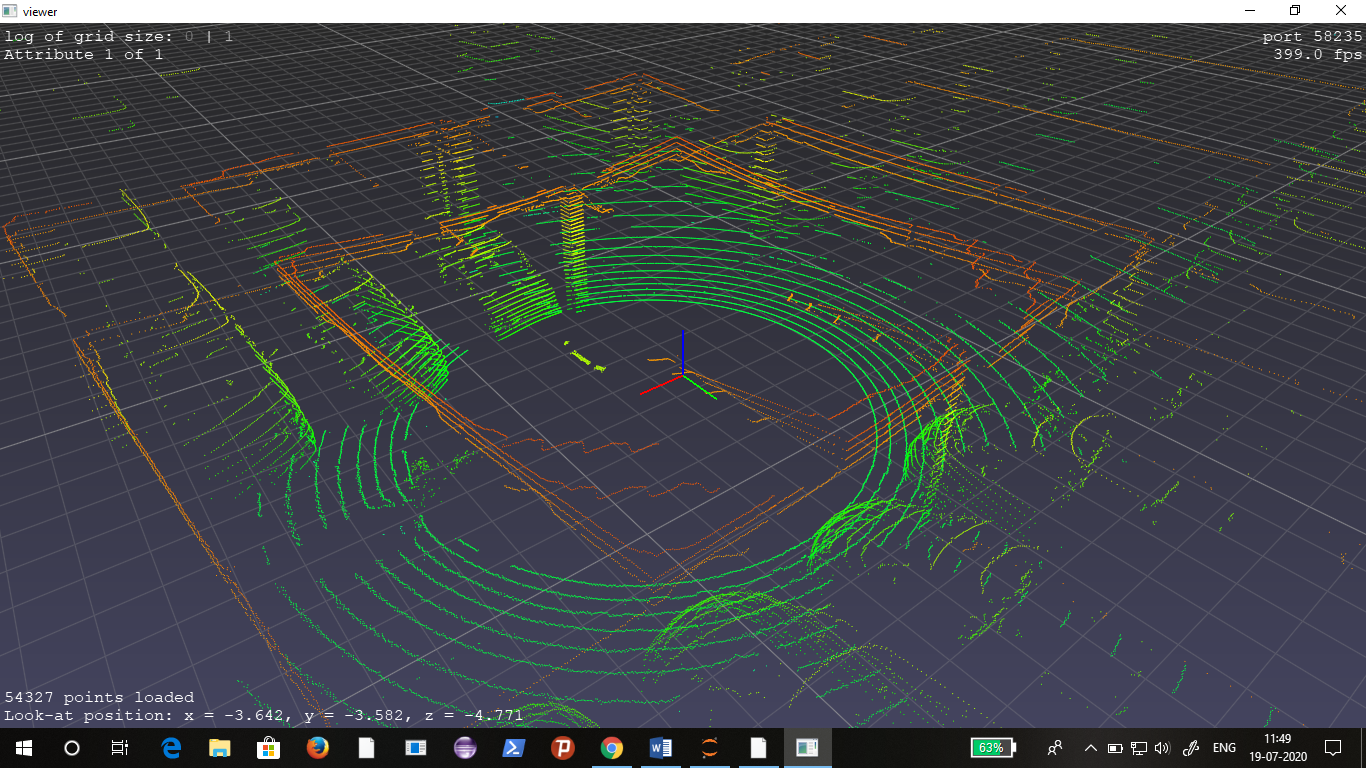 viewer
log of grid size: 0 | 1
Attribute 1 of 1
port 58235
399.0 fps
54327 points loaded
Look-at position: x = -3.642, y = -3.582, z = -4.771
63%
ENG
11:49
19-07-2020